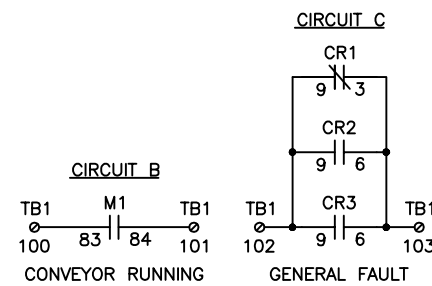 CIRCUIT C
CR1
9 3
CR2
9 6
CIRCUIT B
TB1 M1 TB1
100 83 84 101
CONVEYOR RUNNING
TB1 CR3 TB1
102 9 6 103
GENERAL FAULT